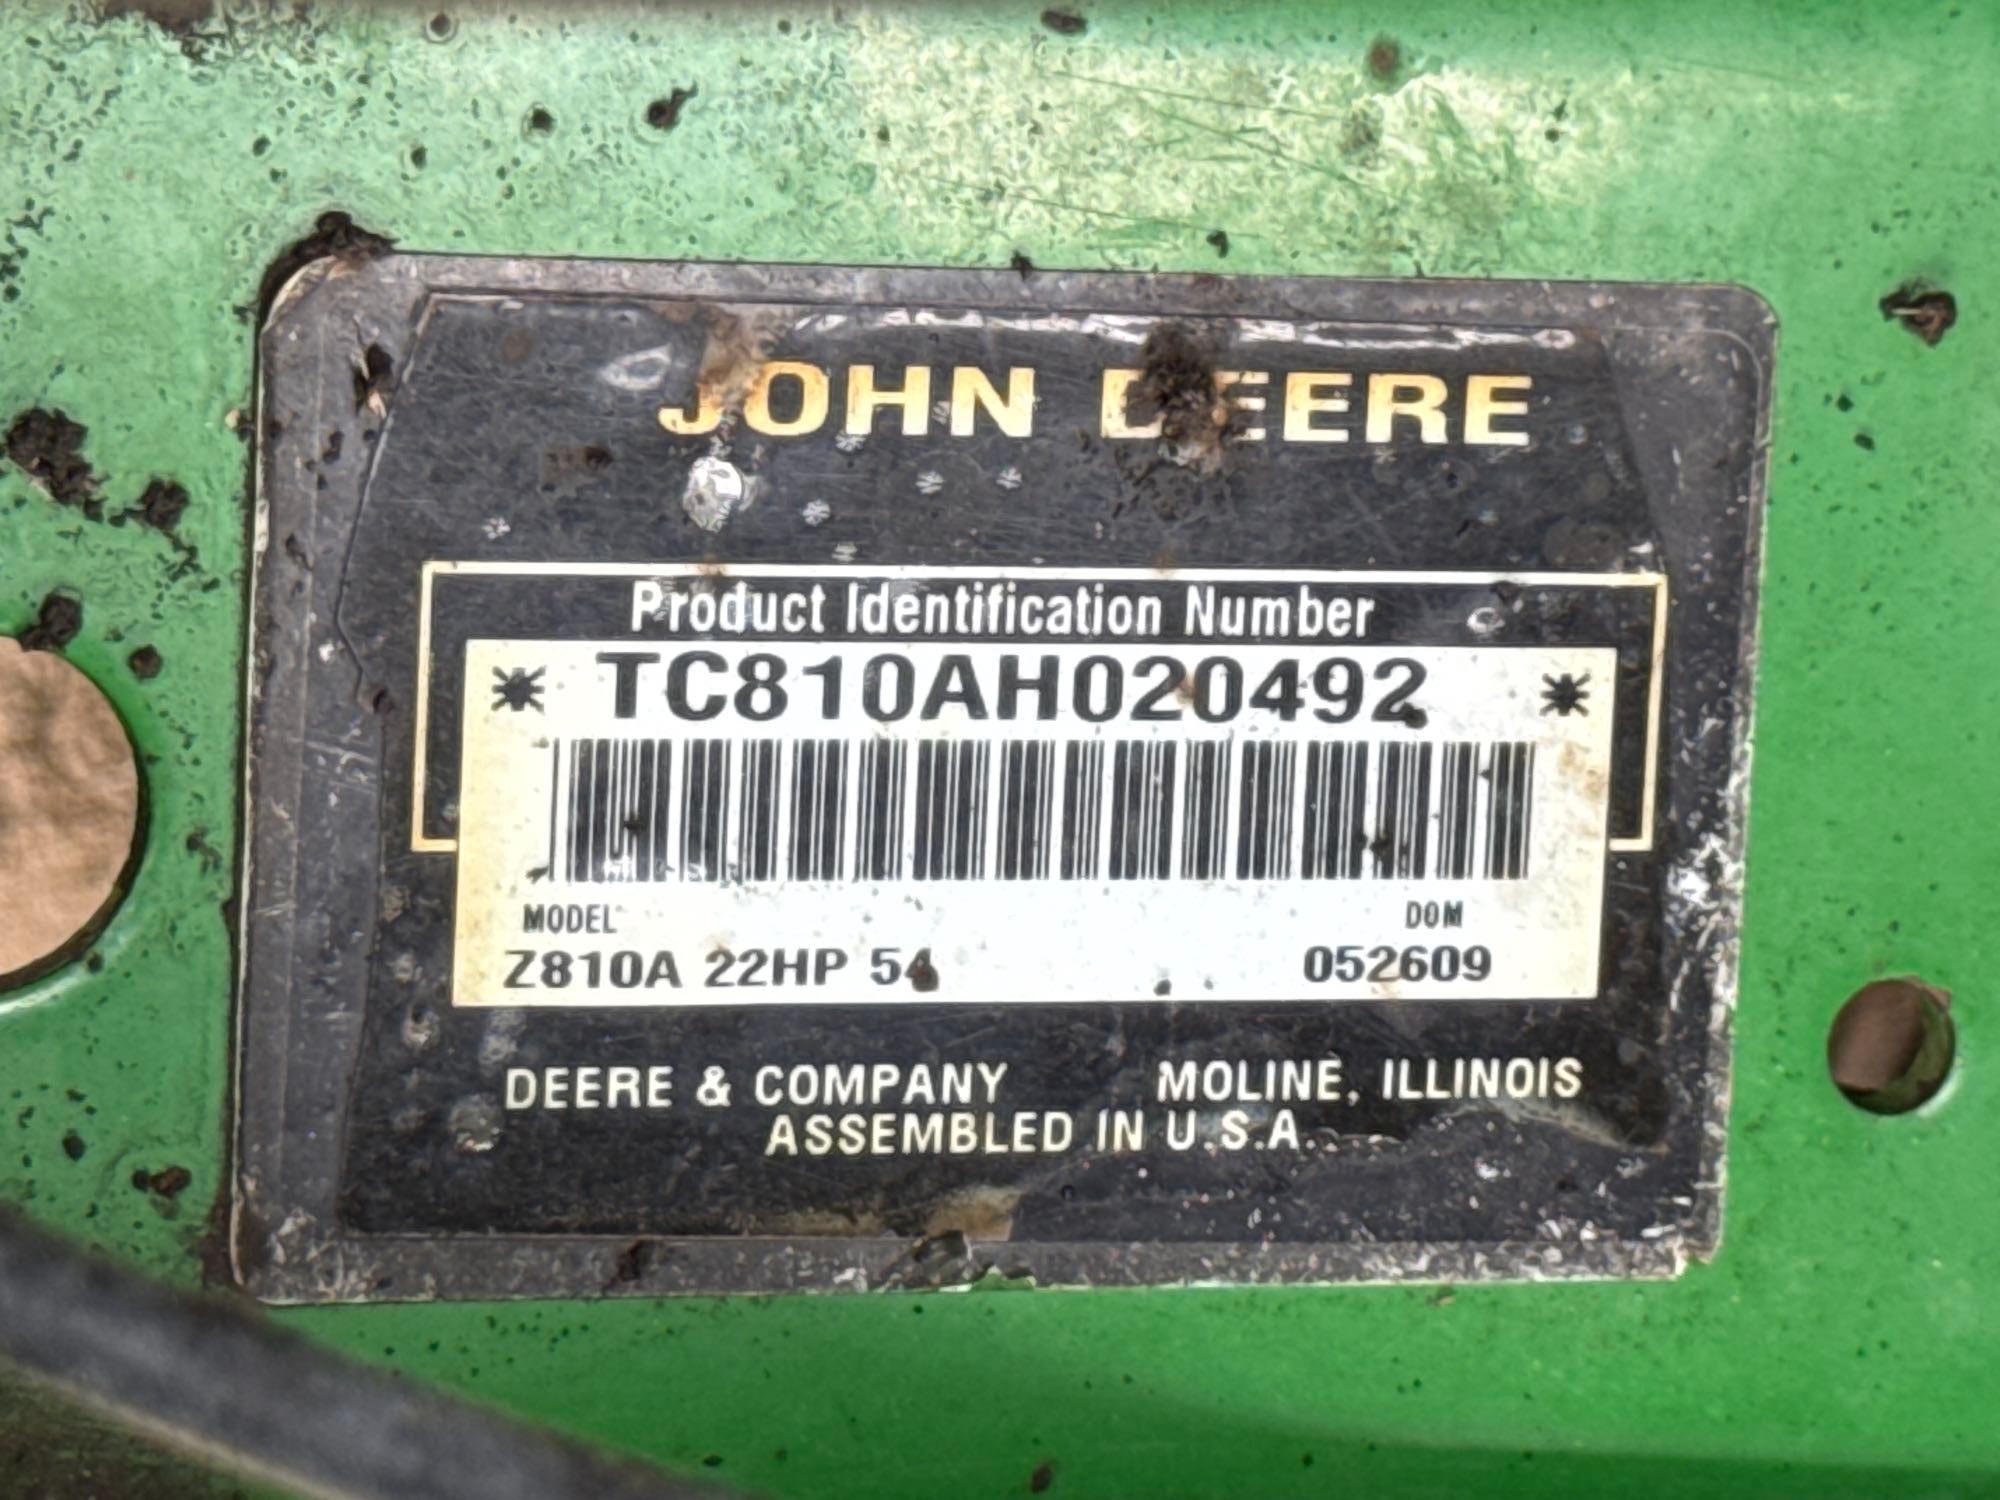 JOHN DEERE
Product Identification Number
* TC810AH020492 *
MODEL DOM
Z810A 22HP 54 052609
DEERE & COMPANY MOLINE, ILLINOIS
ASSEMBLED IN U.S.A.